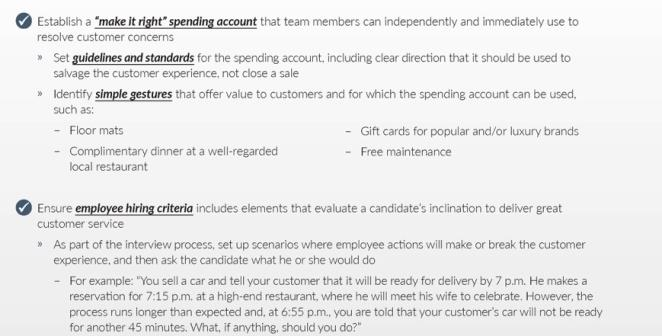 Establish a "make it right" spending account that team members can independently and immediately use to
resolve customer concerns
» Set guidelines and standards for the spending account, including clear direction that it should be used to
salvage the customer experience, not close a sale
» Identify simple gestures that offer value to customers and for which the spending account can be used,
such as:
– Floor mats
– Complimentary dinner at a well-regarded
local restaurant
– Gift cards for popular and/or luxury brands
– Free maintenance
Ensure employee hiring criteria includes elements that evaluate a candidate's inclination to deliver great
customer service
» As part of the interview process, set up scenarios where employee actions will make or break the customer
experience, and then ask the candidate what he or she would do
– For example: "You sell a car and tell your customer that it will be ready for delivery by 7 p.m. He makes a
reservation for 7:15 p.m. at a high-end restaurant, where he will meet his wife to celebrate. However, the
process runs longer than expected and, at 6:55 p.m., you are told that your customer's car will not be ready
for another 45 minutes. What, if anything, should you do?"